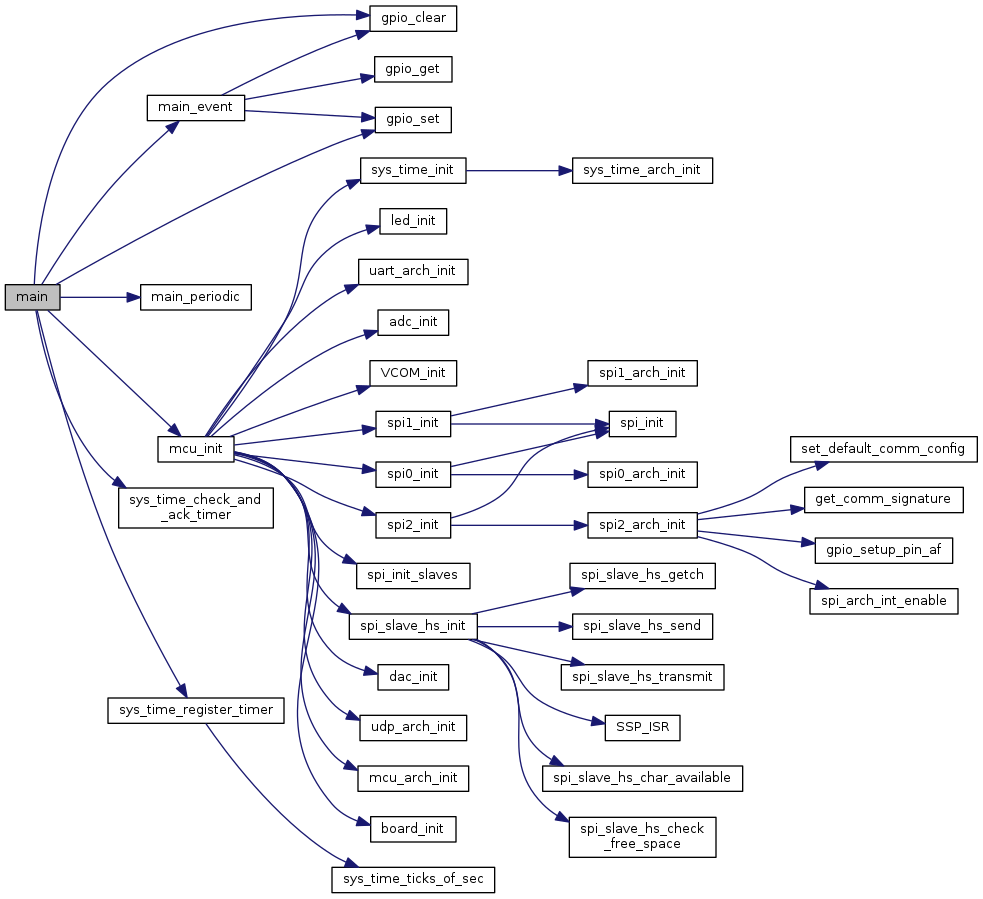 main
gpio_clear
main_event
gpio_get
gpio_set
main_periodic
mcu_init
sys_time_check_and
_ack_timer
sys_time_register_timer
sys_time_init
sys_time_arch_init
led_init
uart_arch_init
adc_init
VCOM_init
spi1_init
spi1_arch_init
spi_init
spi0_init
spi0_arch_init
spi2_init
spi2_arch_init
set_default_comm_config
get_comm_signature
gpio_setup_pin_af
spi_arch_int_enable
spi_init_slaves
spi_slave_hs_init
spi_slave_hs_getch
spi_slave_hs_send
spi_slave_hs_transmit
SSP_ISR
spi_slave_hs_char_available
spi_slave_hs_check
_free_space
dac_init
udp_arch_init
mcu_arch_init
board_init
sys_time_ticks_of_sec